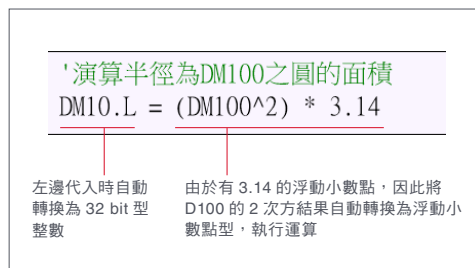 '演算半徑為DM100之圓的面積
DM10.L = (DM100^2) * 3.14
左邊代入時自動
轉換為 32 bit 型
整數
由於有 3.14 的浮動小數點，因此將
D100 的 2 次方結果自動轉換為浮動小
數點型，執行運算